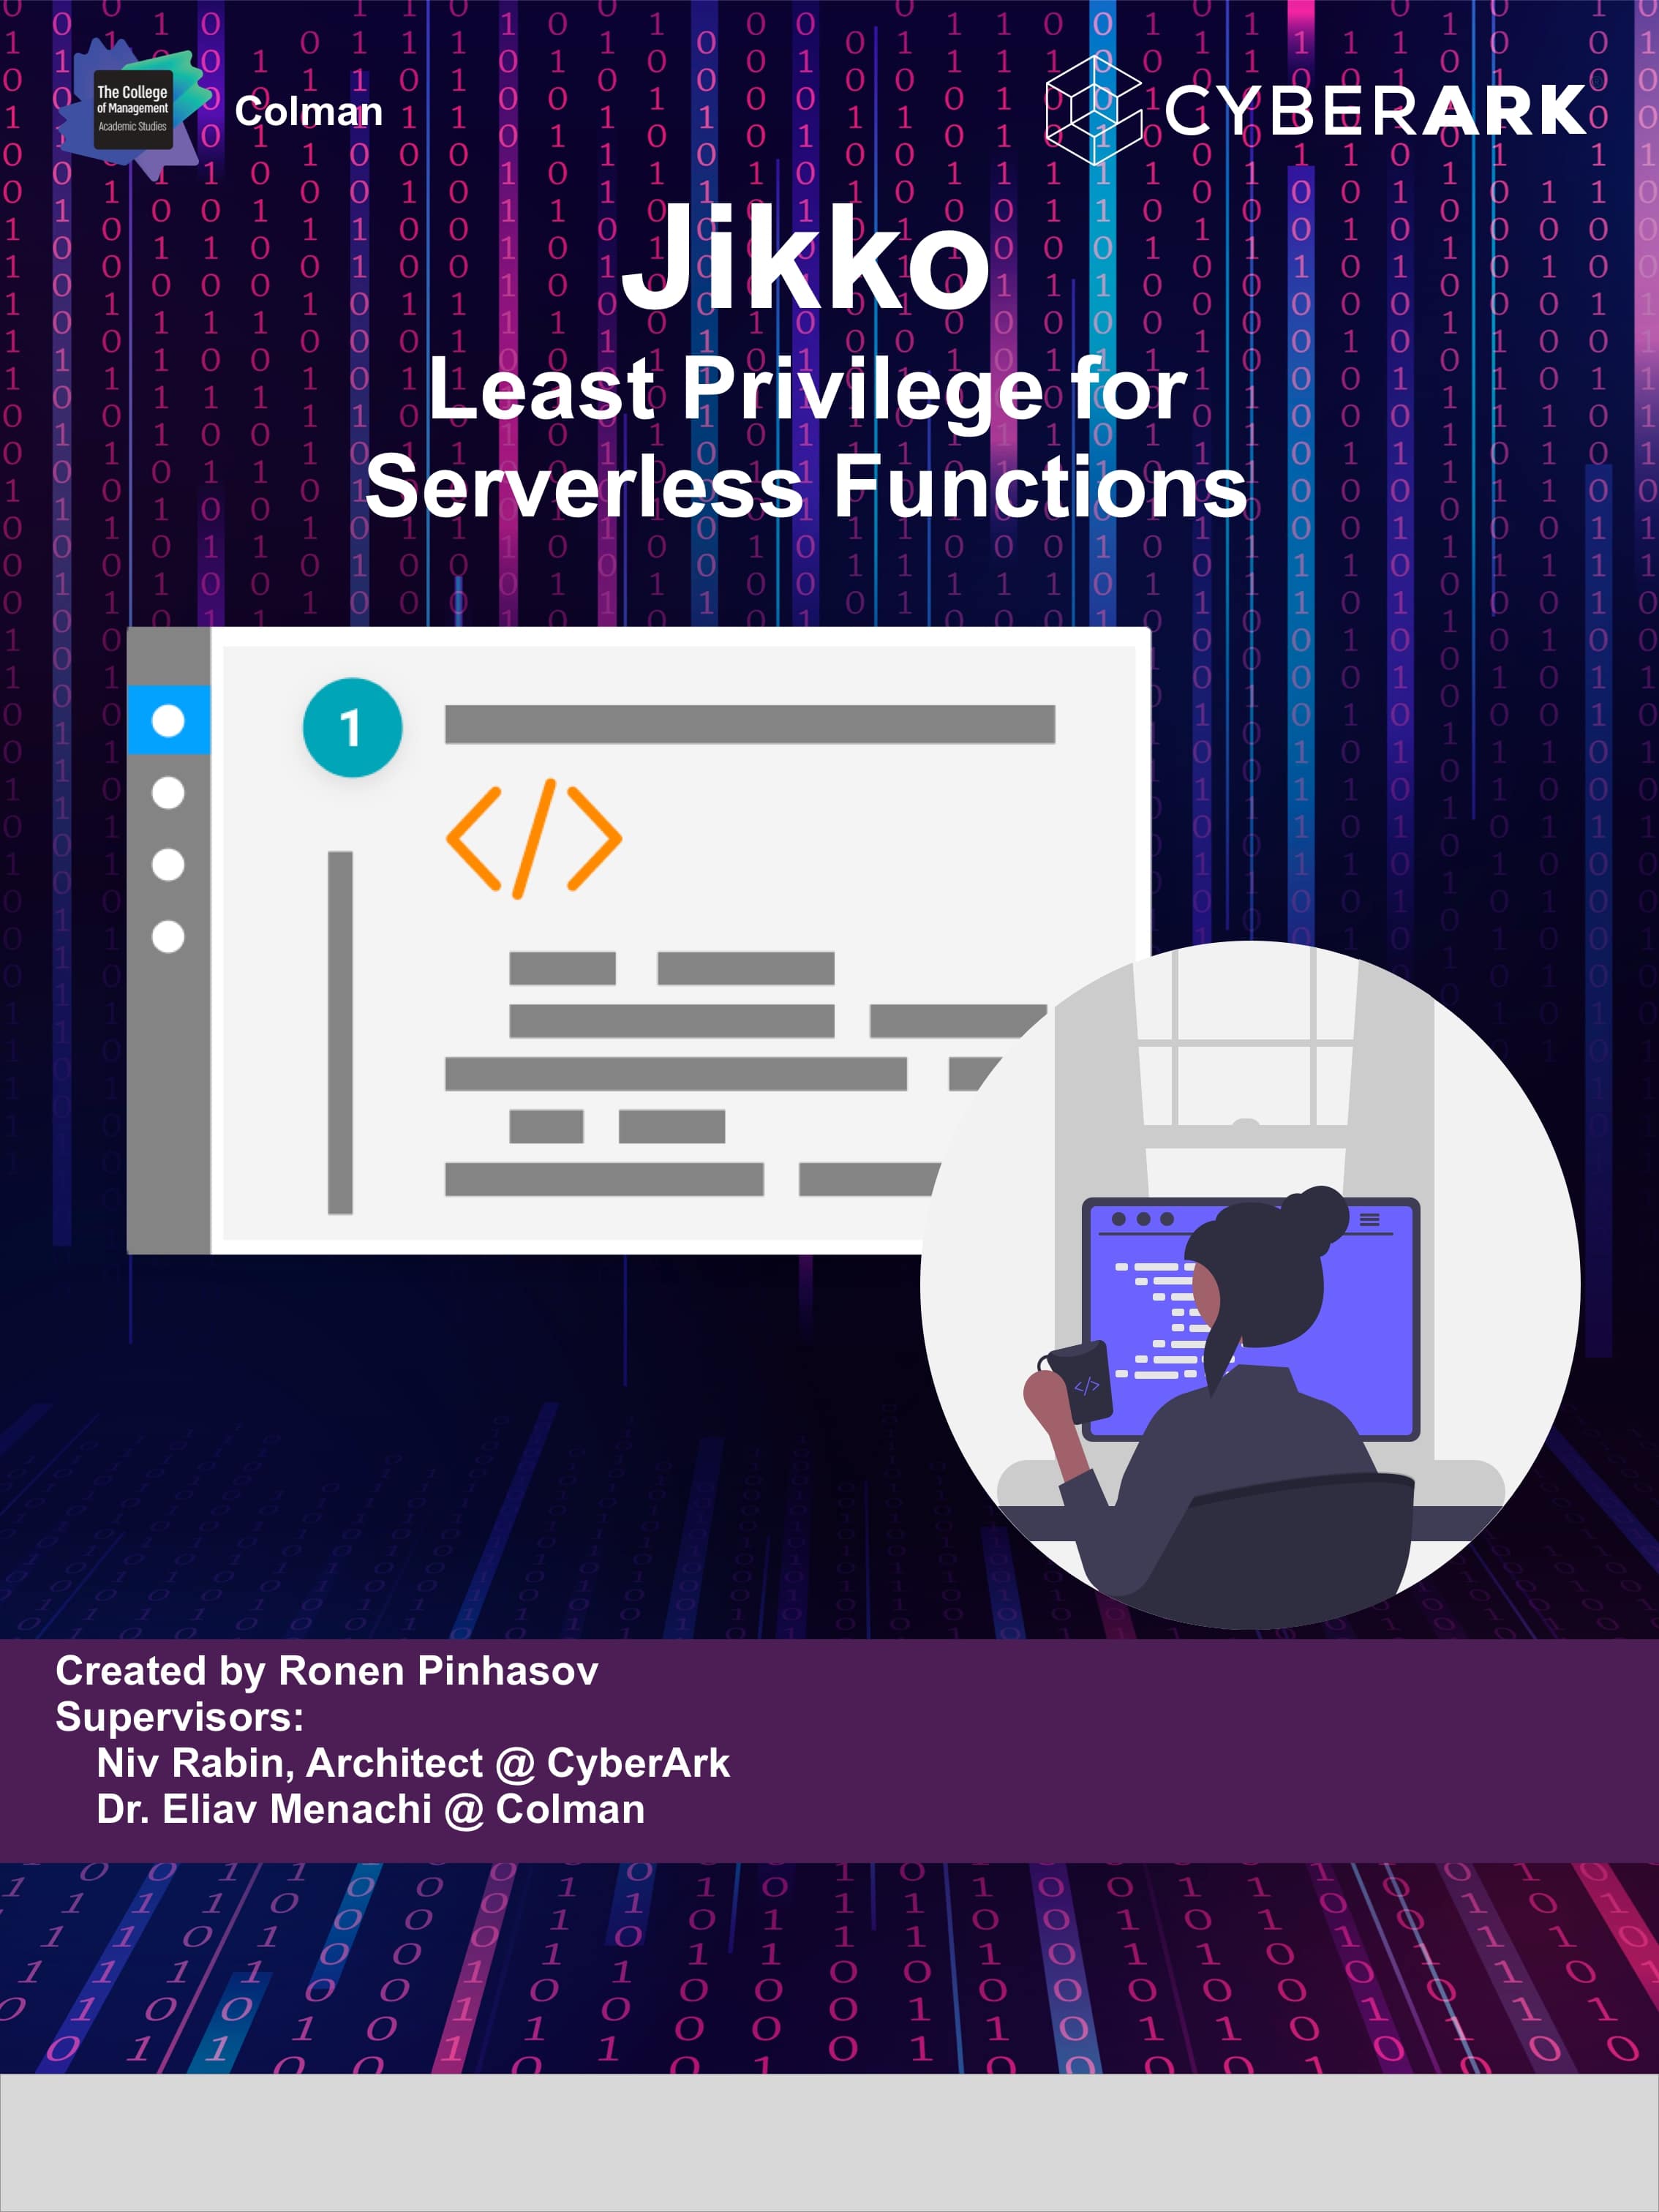 The College
of Management
Academic Studies
Colman
CYBERARK
Jikko
Least Privilege for
Serverless Functions
1
</>
</>
Created by Ronen Pinhasov
Supervisors:
Niv Rabin, Architect @ CyberArk
Dr. Eliav Menachi @ Colman